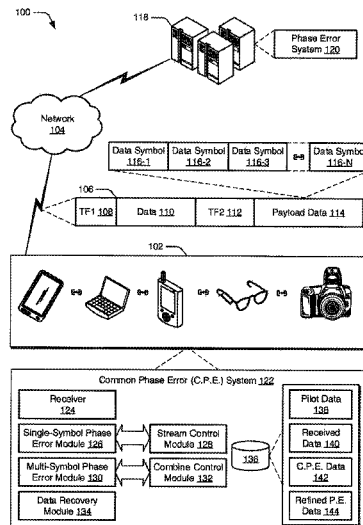 100
118
Phase Error System 120
Network 104
Data Symbol 116-1
Data Symbol 116-2
Data Symbol 116-3
Data Symbol 116-N
106
TF1 108
Data 110
TF2 112
Payload Data 114
102
Common Phase Error (C.P.E.) System 122
Receiver 124
Single-Symbol Phase Error Module 126
Stream Control Module 128
Multi-Symbol Phase Error Module 130
Combine Control Module 132
Data Recovery Module 134
136
Pilot Data 138
Received Data 140
C.P.E. Data 142
Refined P.E. Data 144